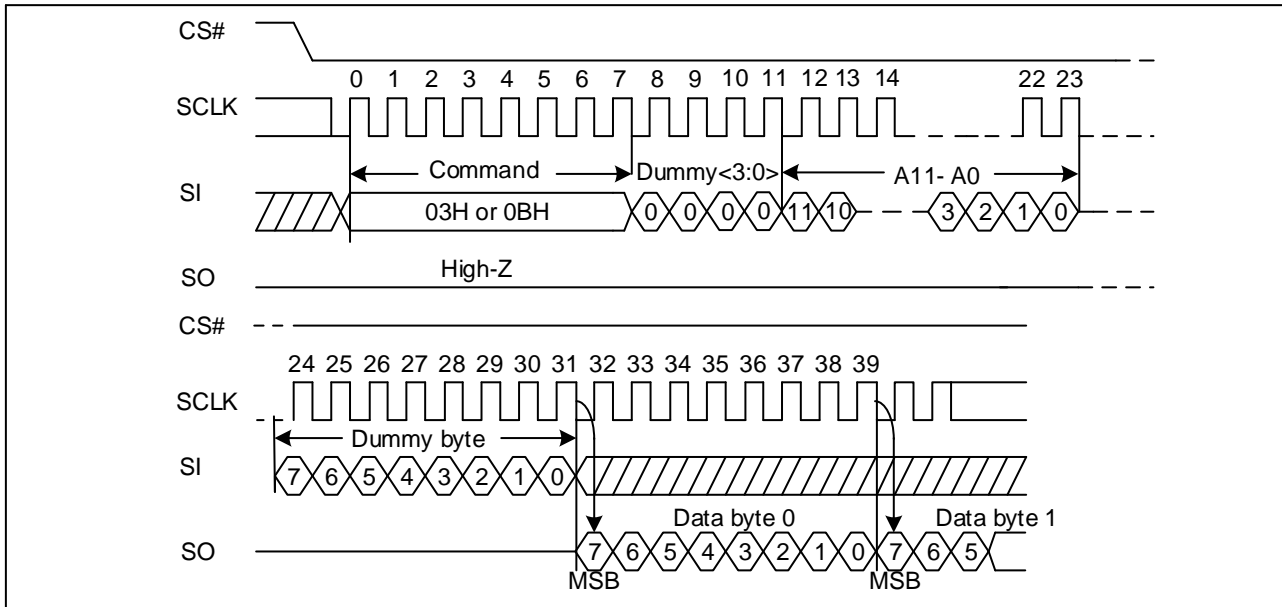 CS#
0 1 2 3 4 5 6 7 8 9 10 11 12 13 14 22 23
SCLK
Command Dummy<3:0> A11- A0
SI
03H or 0BH 0 0 0 0 11 10 3 2 1 0
High-Z
SO
CS#
24 25 26 27 28 29 30 31 32 33 34 35 36 37 38 39
SCLK
Dummy byte
SI
7 6 5 4 3 2 1 0
Data byte 0 Data byte 1
SO
7 6 5 4 3 2 1 0 7 6 5
MSB MSB